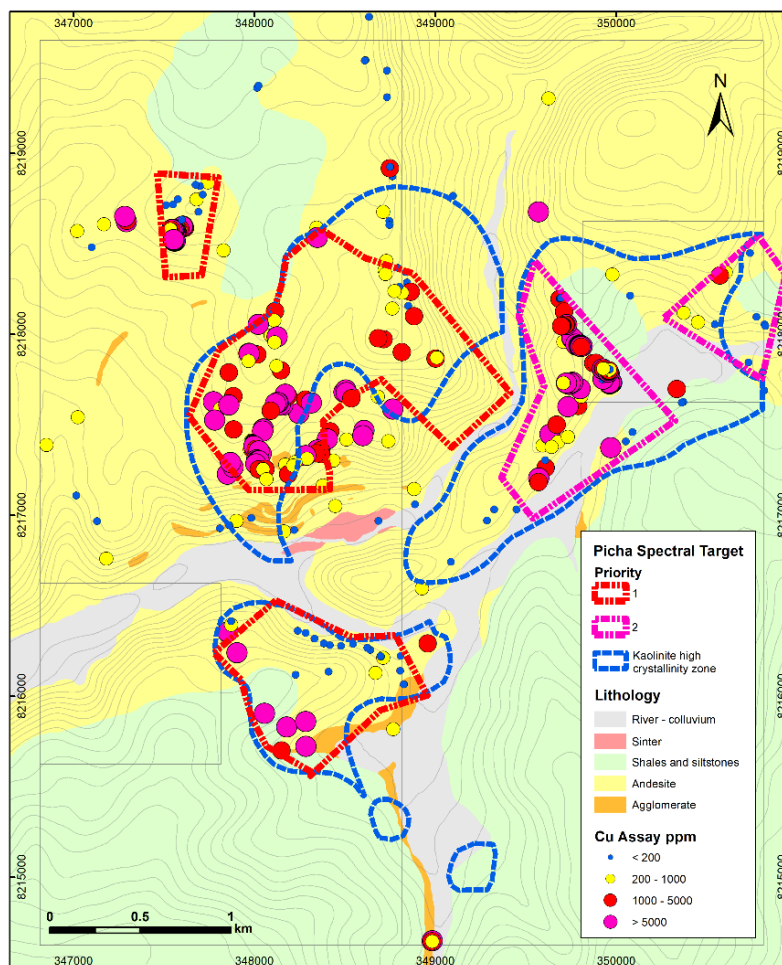 347000 348000 349000 350000
N
8219000 8219000
8218000 8218000
8217000 8217000
8216000
8215000
Picha Spectral Target
Priority
1
2
Kaolinite high
crystallinity zone
Lithology
River - colluvium
Sinter
Shales and siltstones
Andesite
Agglomerate
Cu Assay ppm
< 200
200 - 1000
1000 - 5000
> 5000
0 0.5 1
km
347000 348000 349000 350000